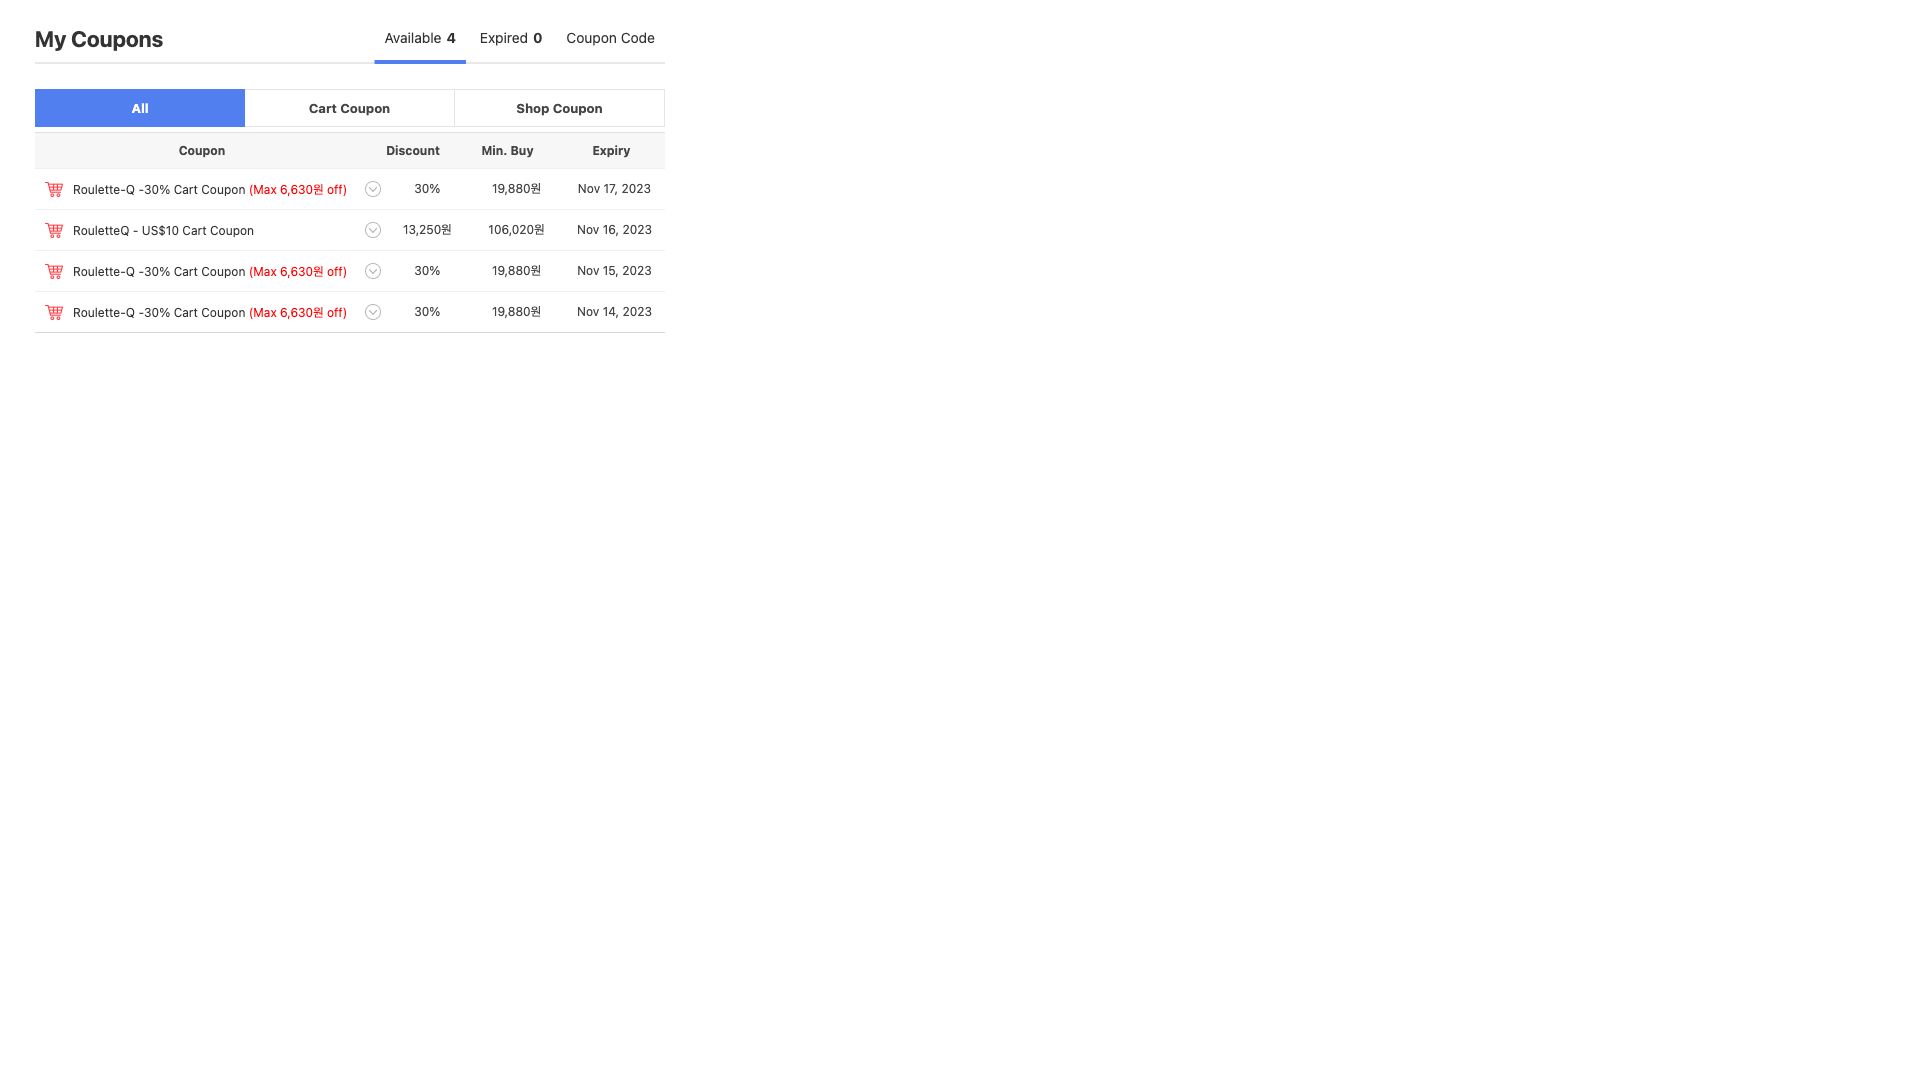 My Coupons
Available 4 Expired 0 Coupon Code
All Cart Coupon Shop Coupon
Coupon Discount Min. Buy Expiry
Roulette-Q -30% Cart Coupon (Max 6,630원 off) 30% 19,880원 Nov 17, 2023
RouletteQ - US$10 Cart Coupon 13,250원 106,020원 Nov 16, 2023
Roulette-Q -30% Cart Coupon (Max 6,630원 off) 30% 19,880원 Nov 15, 2023
Roulette-Q -30% Cart Coupon (Max 6,630원 off) 30% 19,880원 Nov 14, 2023